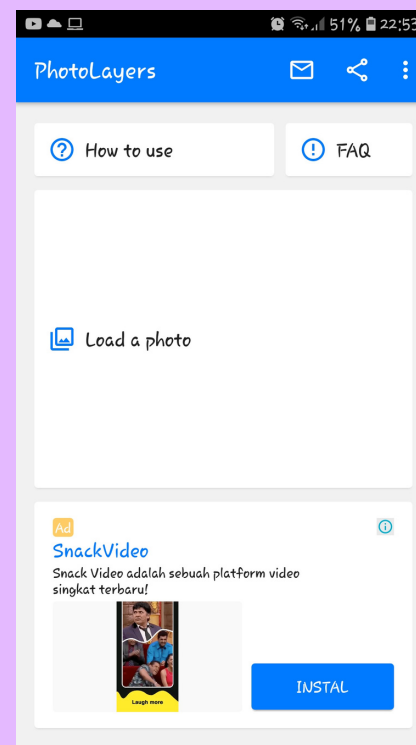 51% 22:53
PhotoLayers
How to use
FAQ
Load a photo
Ad
SnackVideo
Snack Video adalah sebuah platform video
singkat terbaru!
Laugh more
INSTAL